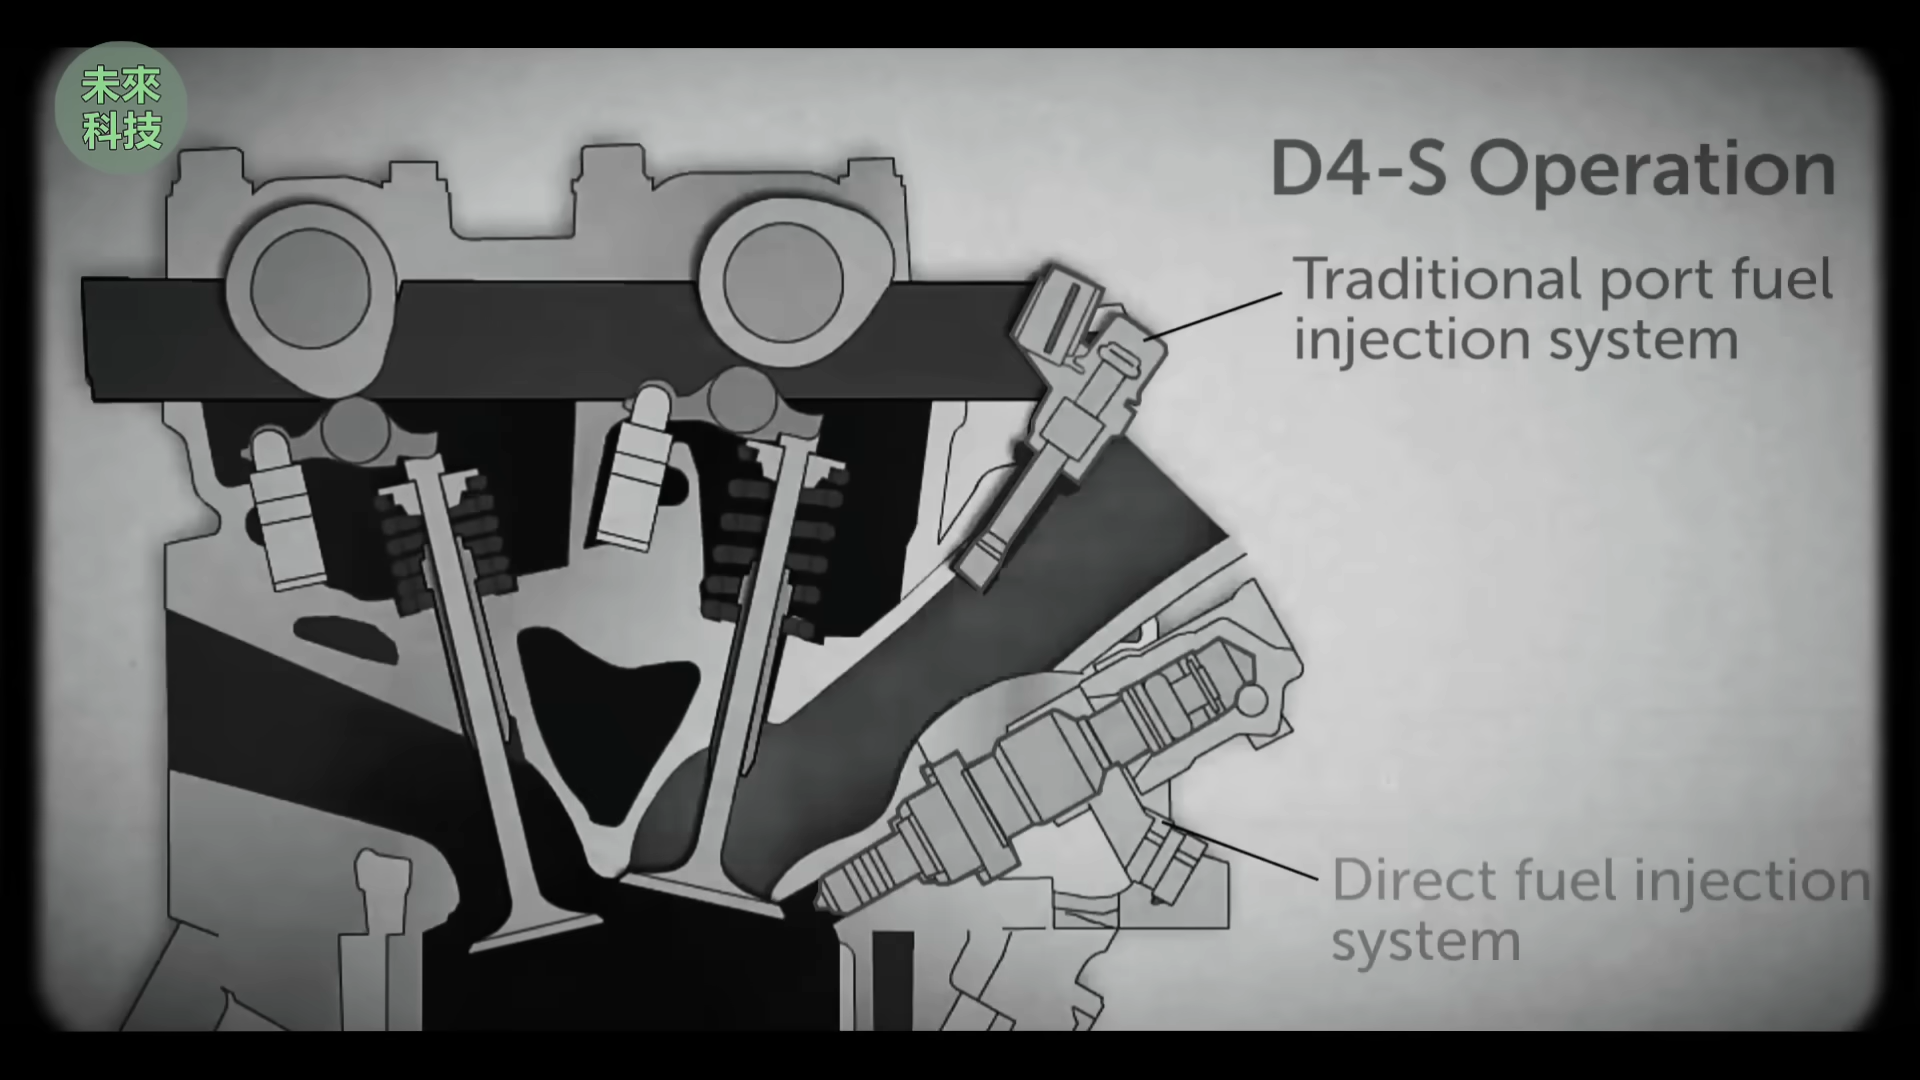 未來
科技
D4-S Operation
Traditional port fuel
injection system
Direct fuel injection
system